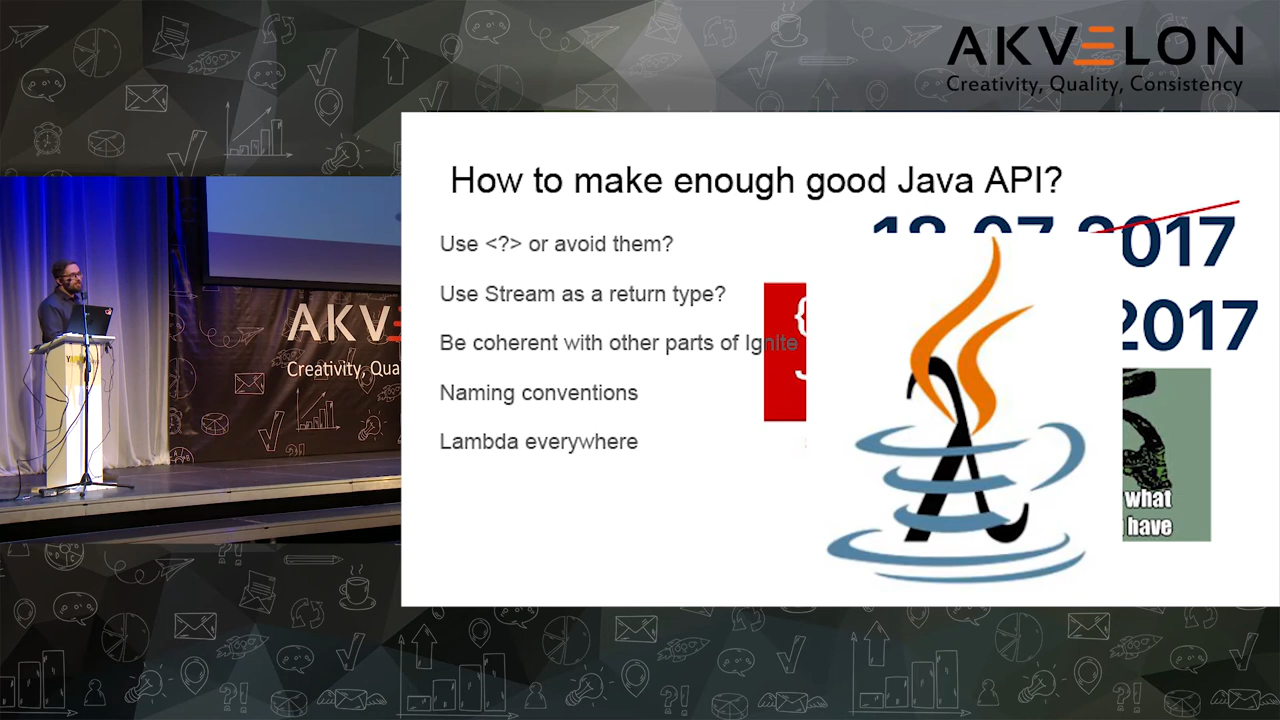 AKVELON
Creativity, Quality, Consistency
How to make enough good Java API?
2017
Use <?> or avoid them?
Use Stream as a return type?
2017
Be coherent with other parts of Ignite
Naming conventions
Lambda everywhere
what
have
AKV
Creativity, Qua